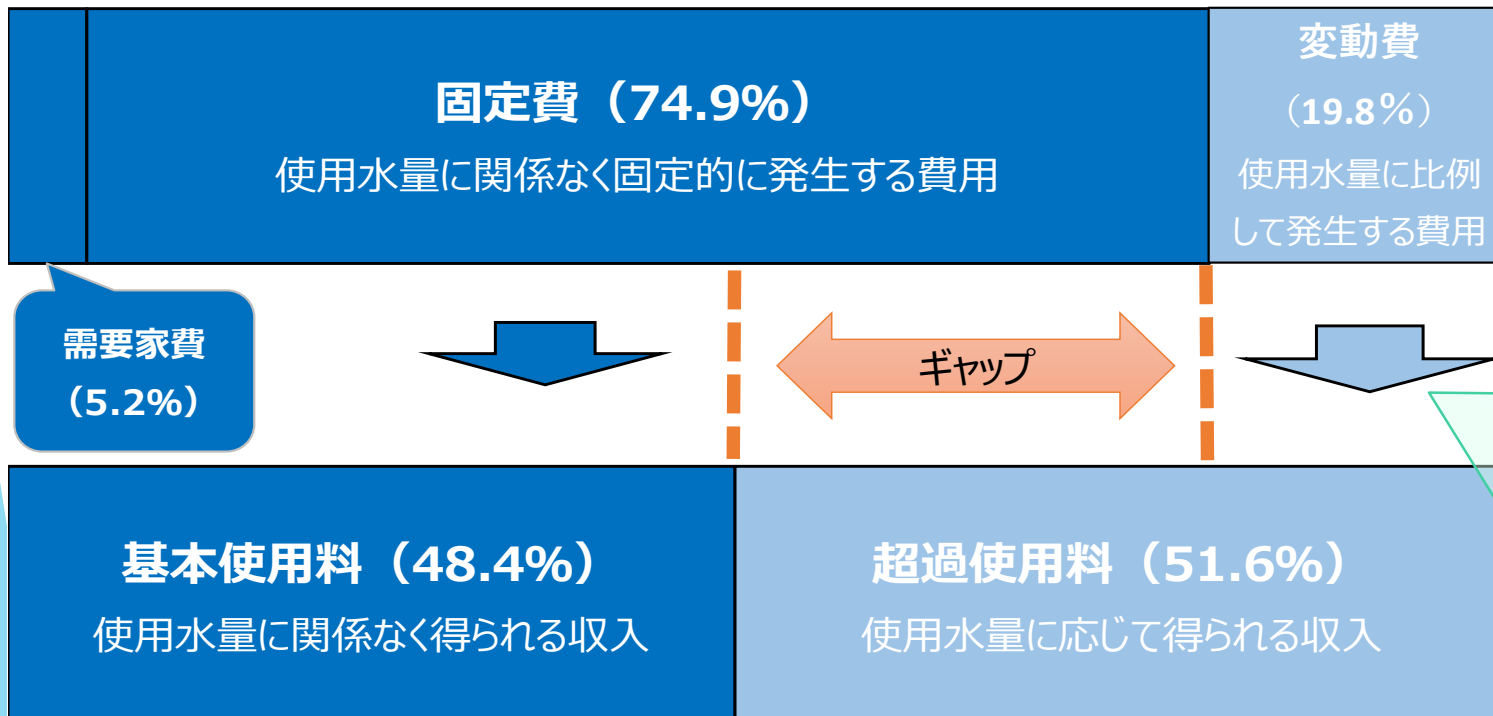 固定費（74.9%）
使用水量に関係なく固定的に発生する費用
変動費
（19.8％）
使用水量に比例
して発生する費用
需要家費
（5.2%）
ギャップ
基本使用料（48.4%）
使用水量に関係なく得られる収入
超過使用料（51.6%）
使用水量に応じて得られる収入